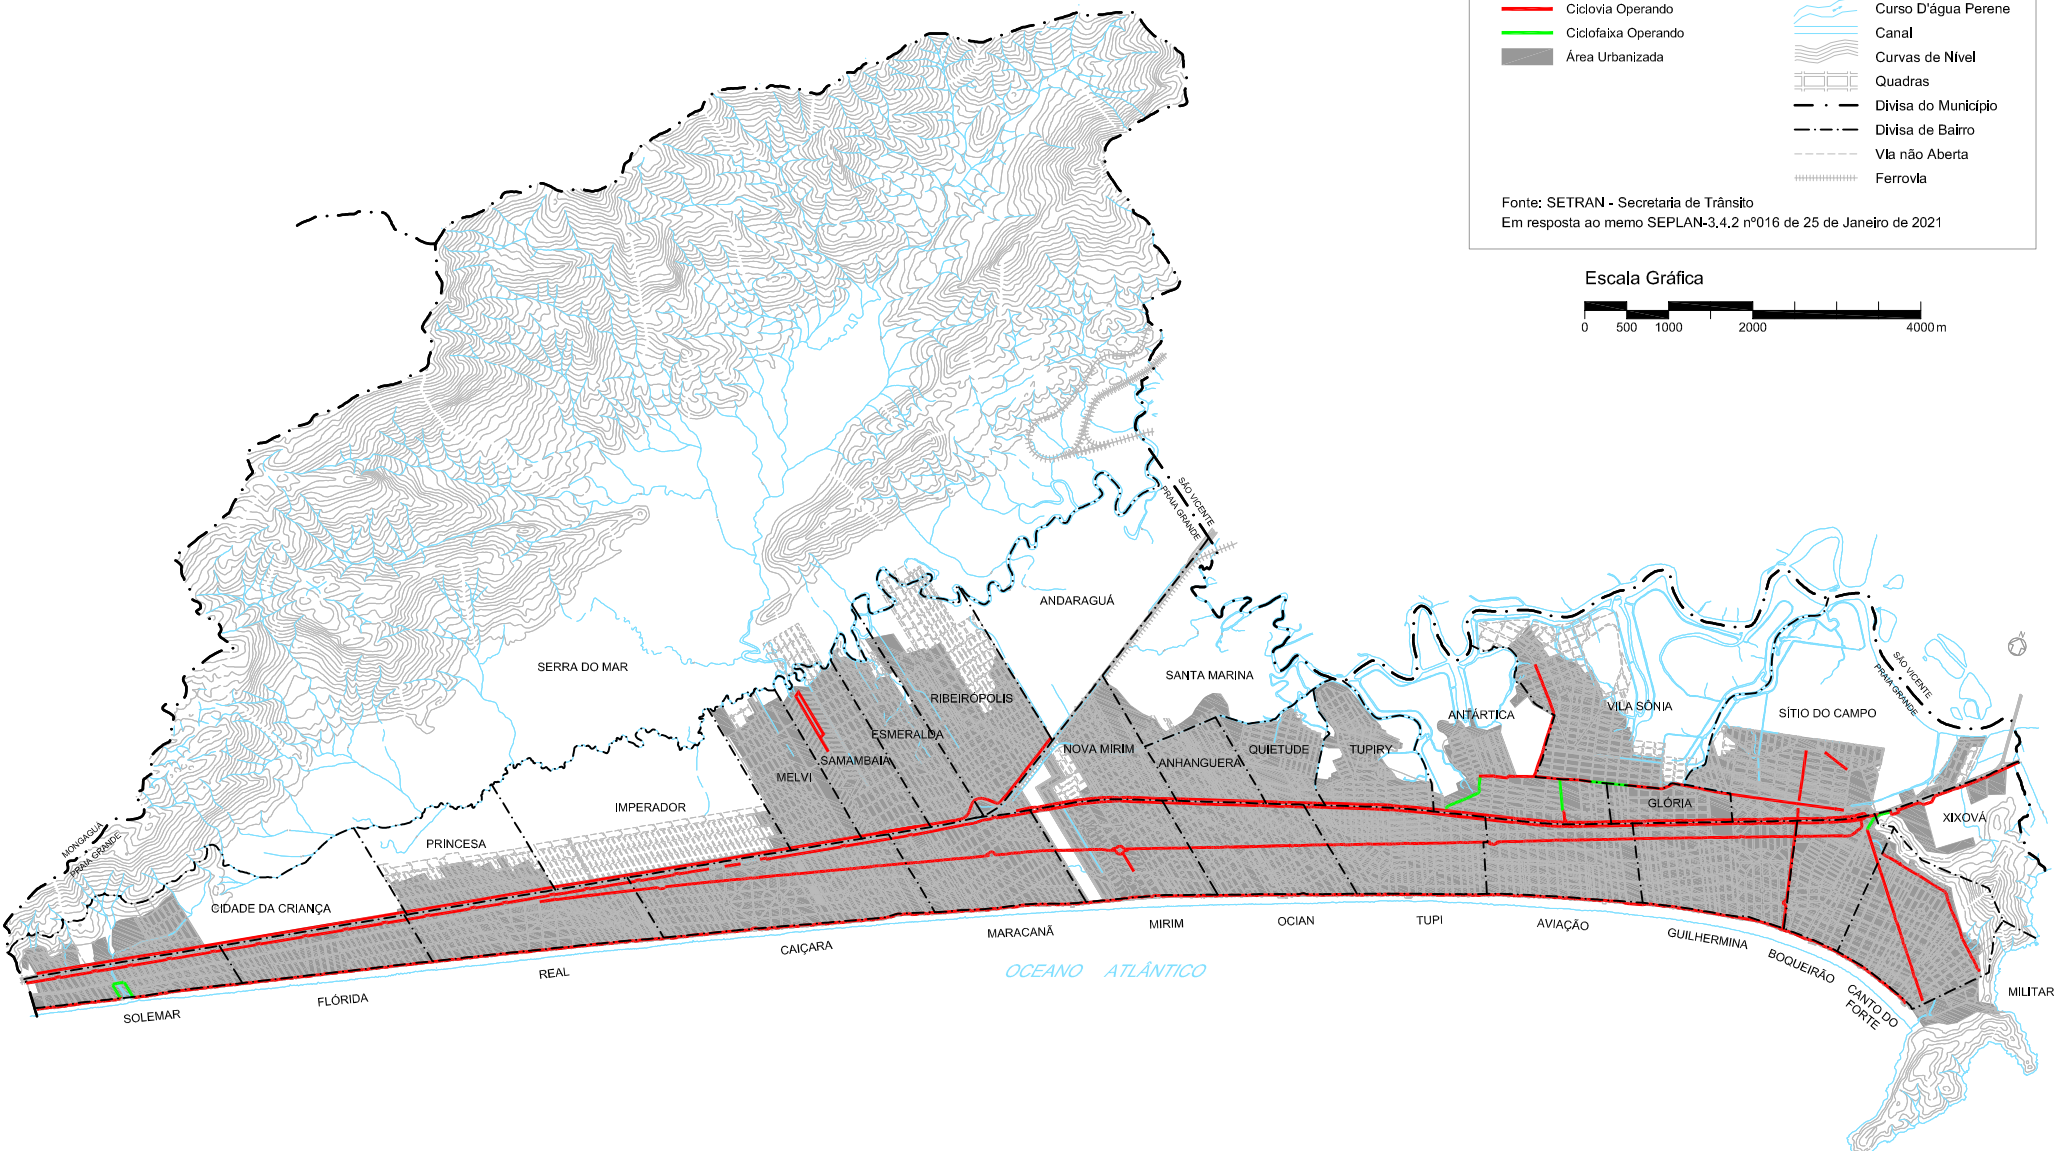 Ciclovia Operando
Ciclofaixa Operando
Área Urbanizada
Curso D'água Perene
Canal
Curvas de Nível
Quadras
Divisa do Município
Divisa de Bairro
Via não Aberta
Ferrovia
Fonte: SETRAN - Secretaria de Trânsito
Em resposta ao memo SEPLAN-3.4.2 nº016 de 25 de Janeiro de 2021
Escala Gráfica
0 500 1000 2000 4000 m
SÃO VICENTE
PRAIA GRANDE
ANDARAGUÁ
SERRA DO MAR
SANTA MARINA
N
SÃO VICENTE
PRAIA GRANDE
RIBEIRÓPOLIS
VILA SÔNIA
SÍTIO DO CAMPO
ANTÁRTICA
ESMERALDA
NOVA MIRIM
QUIETUDE
TUPIRY
SAMAMBAIA
ANHANGUERA
MELVI
IMPERADOR
GLÓRIA
XIXOVÁ
MONGAGUÁ
PRAIA GRANDE
PRINCESA
CIDADE DA CRIANÇA
MIRIM
OCIAN
TUPI
AVIAÇÃO
MARACANÃ
GUILHERMINA
CAIÇARA
BOQUEIRÃO
REAL
OCEANO ATLÂNTICO
FLÓRIDA
MILITAR
CANTO DO
FORTE
SOLEMAR